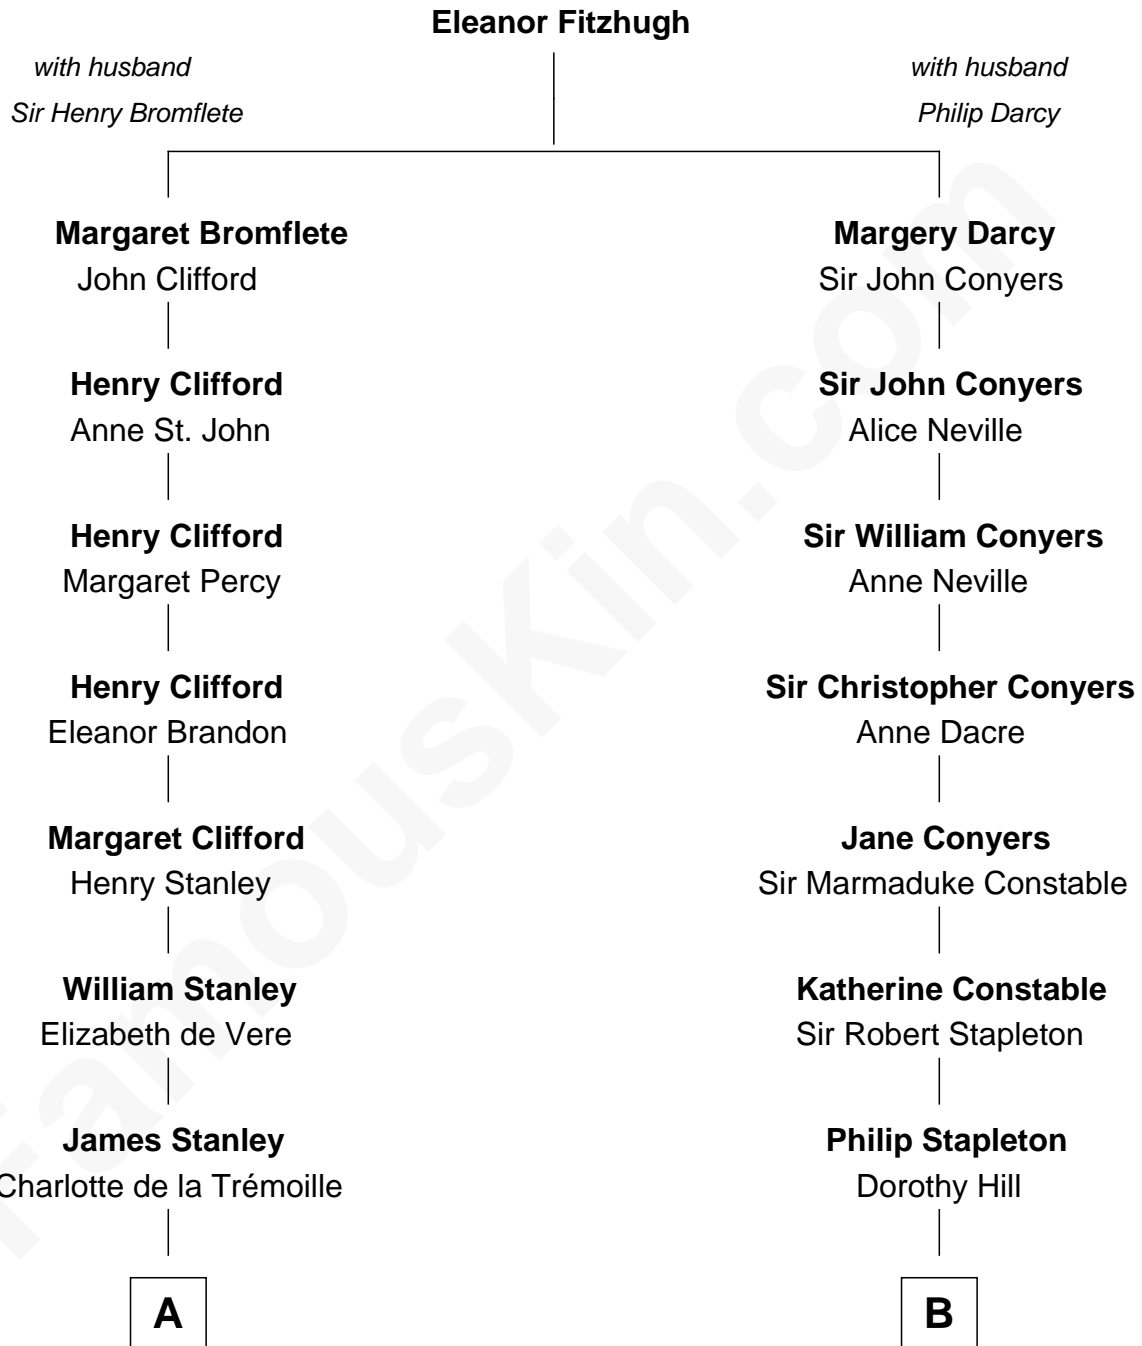 Eleanor Fitzhugh
with husband
Sir Henry Bromflete
with husband
Philip Darcy
Margaret Bromflete
John Clifford
Margery Darcy
Sir John Conyers
Henry Clifford
Anne St. John
Sir John Conyers
Alice Neville
Henry Clifford
Margaret Percy
Sir William Conyers
Anne Neville
Henry Clifford
Eleanor Brandon
Sir Christopher Conyers
Anne Dacre
Margaret Clifford
Henry Stanley
Jane Conyers
Sir Marmaduke Constable
William Stanley
Elizabeth de Vere
Katherine Constable
Sir Robert Stapleton
James Stanley
Charlotte de la Trémoille
Philip Stapleton
Dorothy Hill
A
B
FamousKin.com